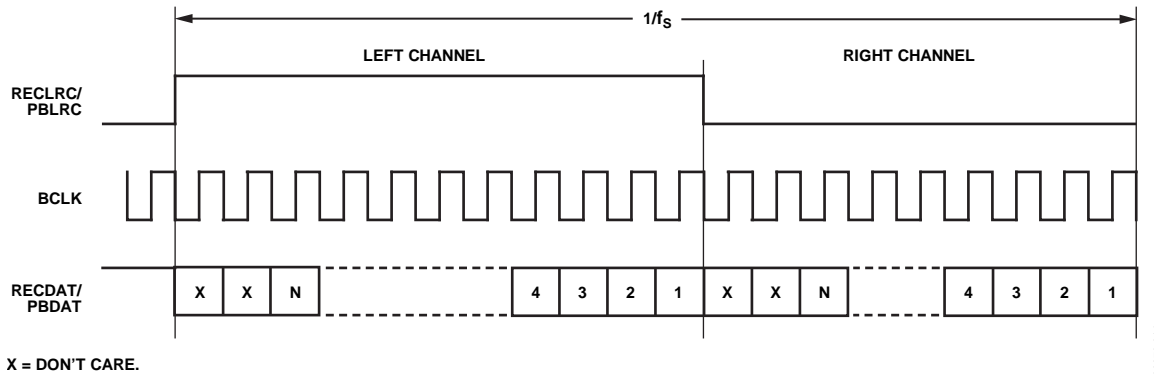 1/fS
LEFT CHANNEL
RIGHT CHANNEL
RECLRC/
PBLRC
BCLK
RECDAT/
PBDAT
X X N 4 3 2 1 X X N 4 3 2 1
X = DON'T CARE.